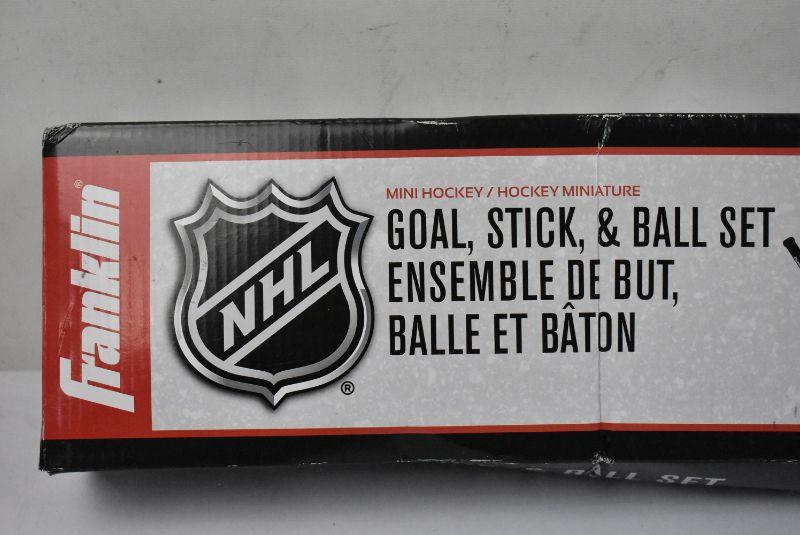 franklin®
NHL
®
MINI HOCKEY / HOCKEY MINIATURE
GOAL, STICK, & BALL SET
ENSEMBLE DE BUT,
BALLE ET BÂTON
BALL SET